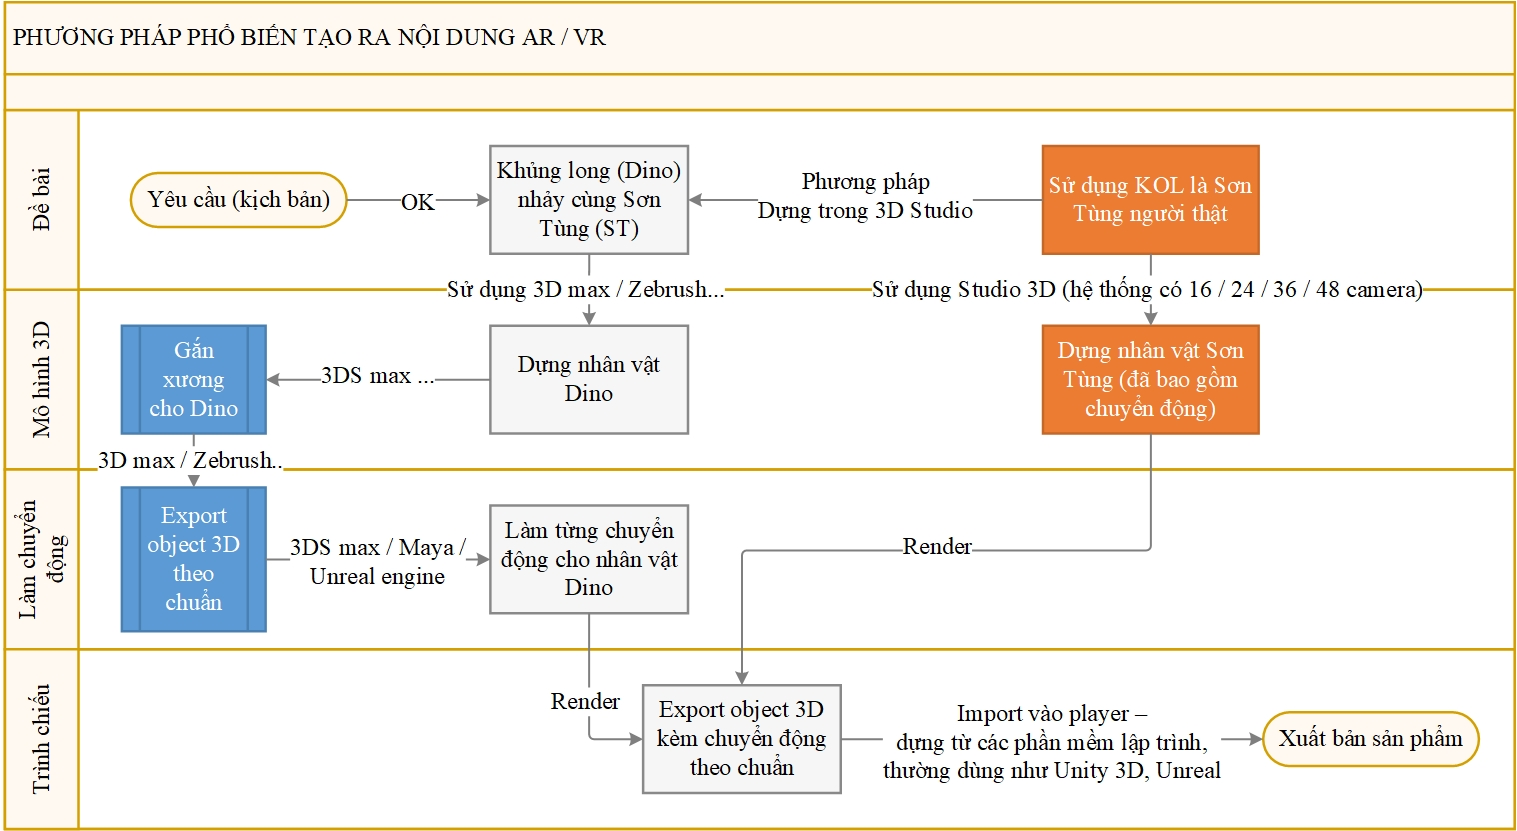 PHƯƠNG PHÁP PHỔ BIẾN TẠO RA NỘI DUNG AR / VR
Đề bài
Yêu cầu (kịch bản)
OK
Khủng long (Dino)
nhảy cùng Sơn
Tùng (ST)
Phương pháp
Dựng trong 3D Studio
Sử dụng KOL là Sơn
Tùng người thật
Sử dụng 3D max / Zebrush...
Sử dụng Studio 3D (hệ thống có 16 / 24 / 36 / 48 camera)
Mô hình 3D
Gắn
xương
cho Dino
3DS max ...
Dựng nhân vật
Dino
Dựng nhân vật Sơn
Tùng (đã bao gồm
chuyển động)
3D max / Zebrush..
Làm chuyển
động
Export
object 3D
theo
chuẩn
3DS max / Maya /
Unreal engine
Làm từng chuyển
động cho nhân vật
Dino
Render
Trình chiếu
Render
Export object 3D
kèm chuyển động
theo chuẩn
Import vào player –
dựng từ các phần mềm lập trình,
thường dùng như Unity 3D, Unreal
Xuất bản sản phẩm